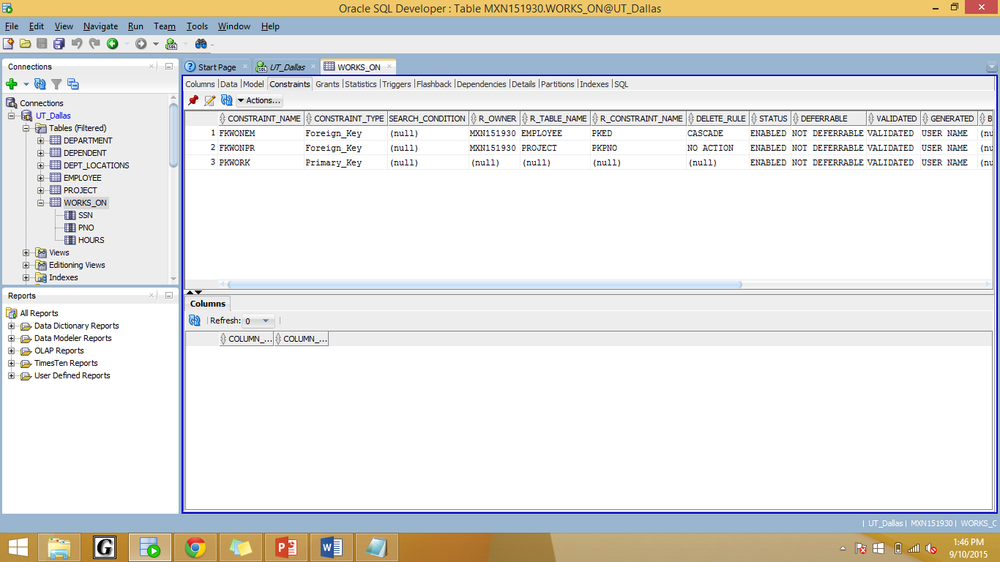 Oracle SQL Developer : Table MXN151930.WORKS_ON@UT_Dallas
File Edit View Navigate Run Team Tools Window Help
Connections
Connections
UT_Dallas
Tables (Filtered)
DEPARTMENT
DEPENDENT
DEPT_LOCATIONS
EMPLOYEE
PROJECT
WORKS_ON
SSN
PNO
HOURS
Views
Editioning Views
Indexes
Reports
All Reports
Data Dictionary Reports
Data Modeler Reports
OLAP Reports
TimesTen Reports
User Defined Reports
Start Page UT_Dallas WORKS_ON
Columns Data Model Constraints Grants Statistics Triggers Flashback Dependencies Details Partitions Indexes SQL
Actions...
CONSTRAINT_NAME CONSTRAINT_TYPE SEARCH_CONDITION R_OWNER R_TABLE_NAME R_CONSTRAINT_NAME DELETE_RULE STATUS DEFERRABLE VALIDATED GENERATED B
1 FKWONEM Foreign_Key (null) MXN151930 EMPLOYEE PKED CASCADE ENABLED NOT DEFERRABLE VALIDATED USER NAME (nu
2 FKWONPR Foreign_Key (null) MXN151930 PROJECT PKPNO NO ACTION ENABLED NOT DEFERRABLE VALIDATED USER NAME (nu
3 PKWORK Primary_Key (null) (null) (null) (null) (null) ENABLED NOT DEFERRABLE VALIDATED USER NAME (nu
Columns
Refresh: 0
COLUMN_... COLUMN_...
UT_Dallas MXN151930 WORKS_C
1:46 PM
9/10/2015